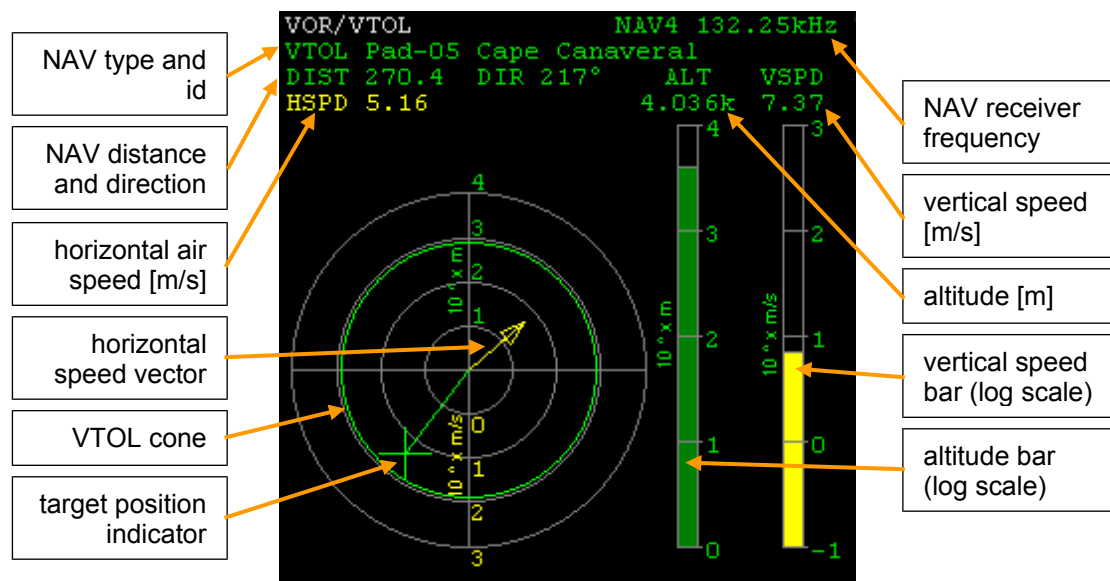 VOR/VTOL NAV4 132.25kHz
VTOL Pad-05 Cape Canaveral
DIST 270.4 DIR 217° ALT VSPD
HSPD 5.16 4.036k 7.37
NAV type and
id
NAV distance
and direction
horizontal air
speed [m/s]
horizontal
speed vector
VTOL cone
target position
indicator
4
3
2
1
10^x m
0
1
2
3
10^x m/s
4
3
2
1
0
10^x m
3
2
1
0
-1
10^x m/s
NAV receiver
frequency
vertical speed
[m/s]
altitude [m]
vertical speed
bar (log scale)
altitude bar
(log scale)